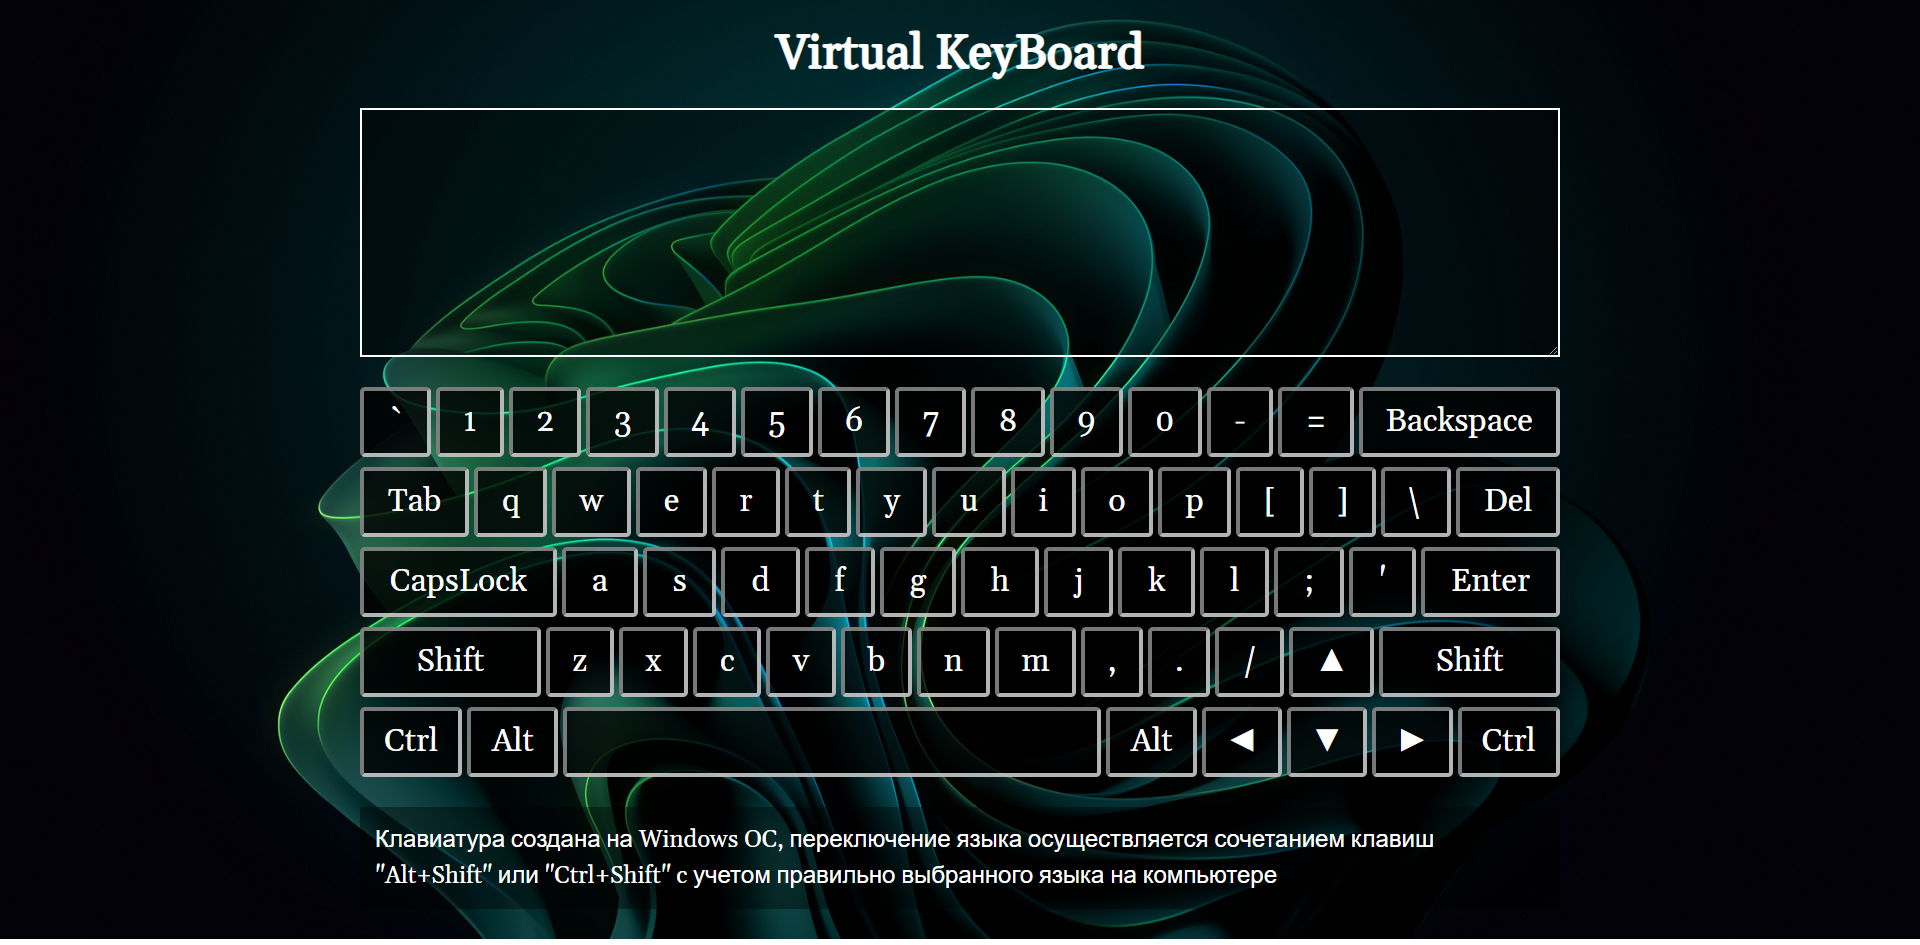 Virtual KeyBoard
` 1 2 3 4 5 6 7 8 9 0 - = Backspace
Tab q w e r t y u i o p [ ] \ Del
CapsLock a s d f g h j k l ; ' Enter
Shift z x c v b n m , . / ▲ Shift
Ctrl Alt Alt ◄ ▼ ► Ctrl
Клавиатура создана на Windows ОС, переключение языка осуществляется сочетанием клавиш
"Alt+Shift" или "Ctrl+Shift" с учетом правильно выбранного языка на компьютере